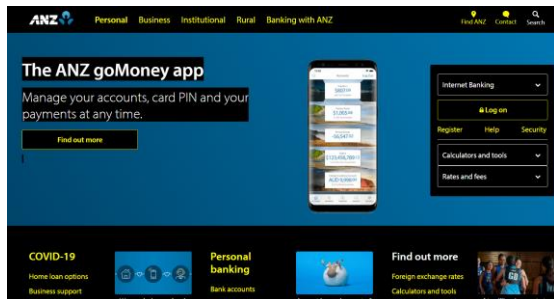 ANZ
Personal Business Institutional Rural Banking with ANZ
Find ANZ Contact Search
The ANZ goMoney app
Manage your accounts, card PIN and your
payments at any time.
Find out more
Internet Banking
Log on
Register Help Security
Calculators and tools
Rates and fees
COVID-19
Home loan options
Business support
Personal
banking
Bank accounts
Find out more
Foreign exchange rates
Calculators and tools